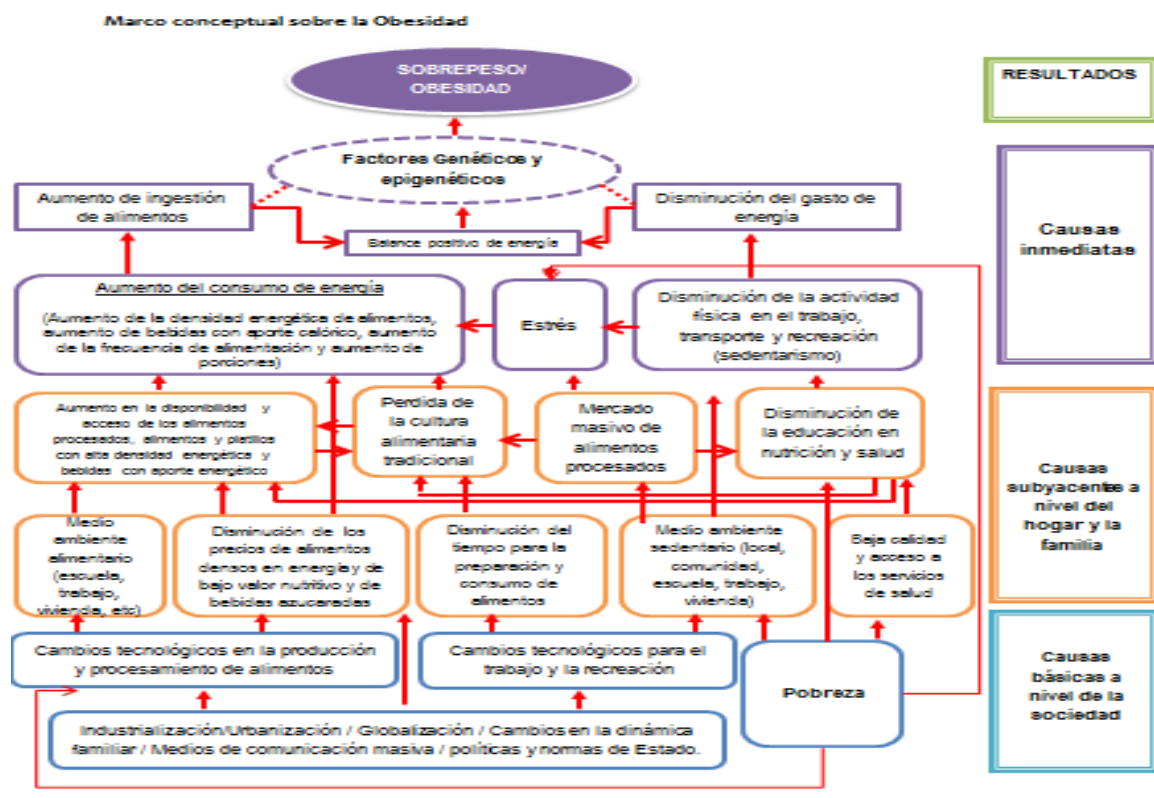 Marco conceptual sobre la Obesidad
SOBREPESO/
OBESIDAD
RESULTADOS
Factores Genéticos y
epigenéticos
Aumento de ingestión
de alimentos
Disminución del gasto de
energía
Balance positivo de energía
Causas
inmediatas
Aumento del consumo de energía
(Aumento de la densidad energética de alimentos,
aumento de bebidas con aporte calórico, aumento
de la frecuencia de alimentación y aumento de
porciones)
Estrés
Disminución de la actividad
física en el trabajo,
transporte y recreación
(sedentarismo)
Aumento en la disponibilidad y
acceso de los alimentos
procesados, alimentos y platillos
con alta densidad energética y
bebidas con aporte energético
Perdida de
la cultura
alimentaria
tradicional
Mercado
masivo de
alimentos
procesados
Disminución de
la educación en
nutrición y salud
Causas
subyacentes a
nivel del
hogar y la
familia
Medio
ambiente
alimentario
(escuela,
trabajo,
vivienda, etc)
Disminución de los
precios de alimentos
densos en energía y de
bajo valor nutritivo y de
bebidas azucaradas
Disminución del
tiempo para la
preparación y
consumo de
alimentos
Medio ambiente
sedentario (local,
comunidad,
escuela, trabajo,
vivienda)
Baja calidad
y acceso a
los servicios
de salud
Cambios tecnológicos en la producción
y procesamiento de alimentos
Cambios tecnológicos para el
trabajo y la recreación
Pobreza
Causas
básicas a
nivel de la
sociedad
Industrialización/Urbanización / Globalización / Cambios en la dinámica
familiar / Medios de comunicación masiva / políticas y normas de Estado.